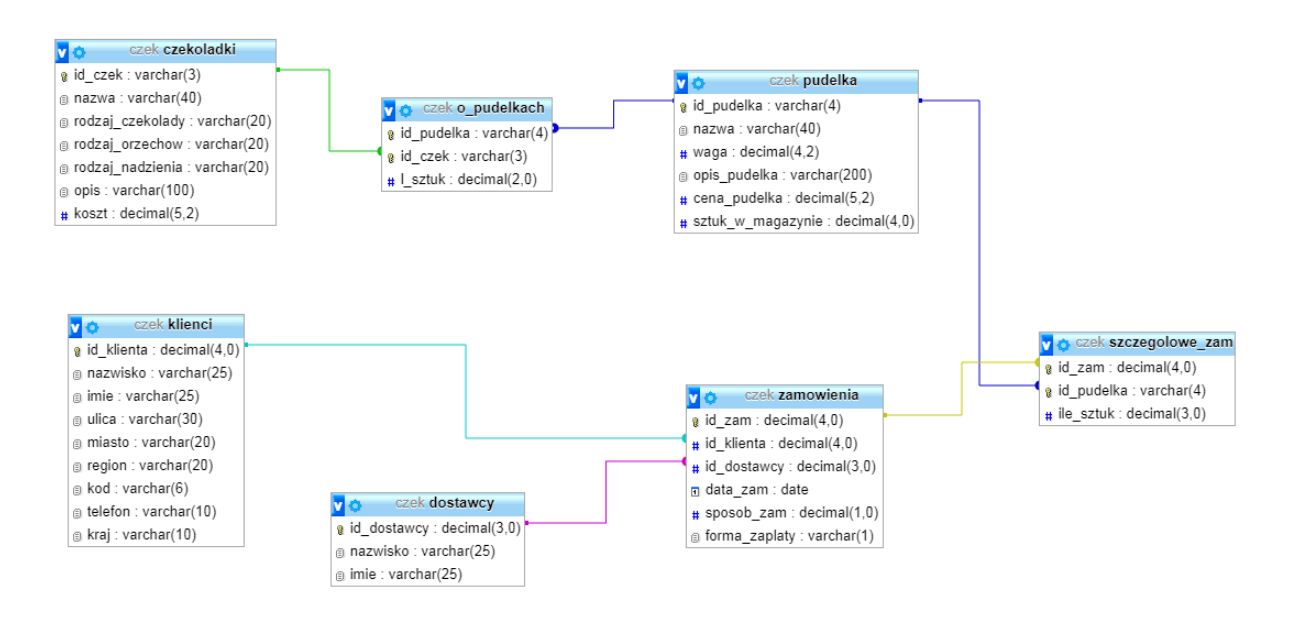 czek czekoladki
id_czek : varchar(3)
nazwa : varchar(40)
rodzaj_czekolady : varchar(20)
rodzaj_orzechow : varchar(20)
rodzaj_nadzienia : varchar(20)
opis : varchar(100)
koszt : decimal(5,2)
czek o_pudelkach
id_pudelka : varchar(4)
id_czek : varchar(3)
l_sztuk : decimal(2,0)
czek pudelka
id_pudelka : varchar(4)
nazwa : varchar(40)
waga : decimal(4,2)
opis_pudelka : varchar(200)
cena_pudelka : decimal(5,2)
sztuk_w_magazynie : decimal(4,0)
czek klienci
id_klienta : decimal(4,0)
nazwisko : varchar(25)
imie : varchar(25)
ulica : varchar(30)
miasto : varchar(20)
region : varchar(20)
kod : varchar(6)
telefon : varchar(10)
kraj : varchar(10)
czek dostawcy
id_dostawcy : decimal(3,0)
nazwisko : varchar(25)
imie : varchar(25)
czek zamowienia
id_zam : decimal(4,0)
id_klienta : decimal(4,0)
id_dostawcy : decimal(3,0)
data_zam : date
sposob_zam : decimal(1,0)
forma_zaplaty : varchar(1)
czek szczegolowe_zam
id_zam : decimal(4,0)
id_pudelka : varchar(4)
ile_sztuk : decimal(3,0)